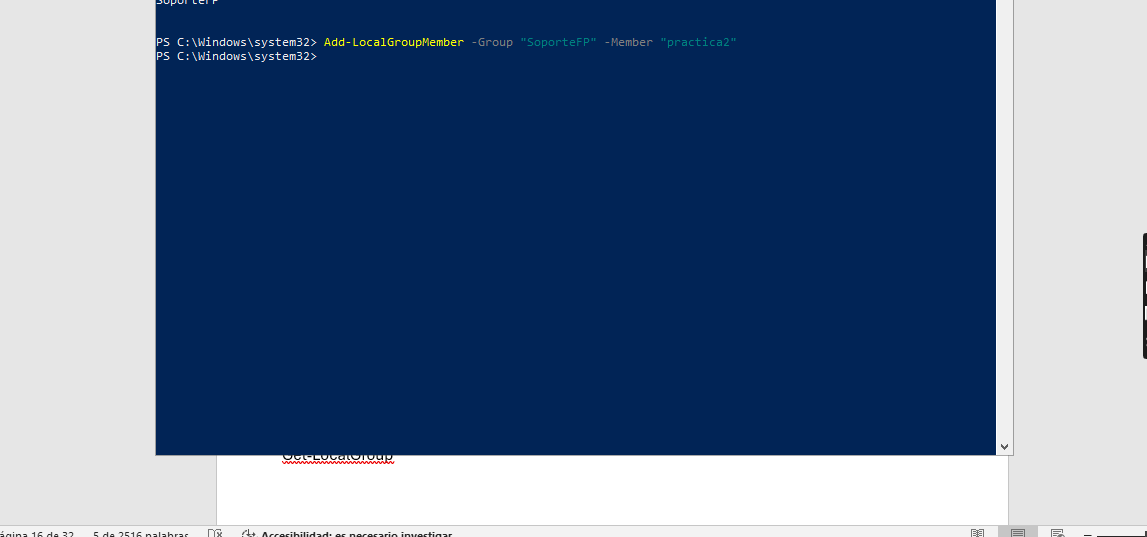 SoporteFP
PS C:\Windows\system32> Add-LocalGroupMember -Group "SoporteFP" -Member "practica2"
PS C:\Windows\system32>
Get-LocalGroup
ágina 16 de 32 5 de 2516 palabras Accesibilidad: es necesario investigar